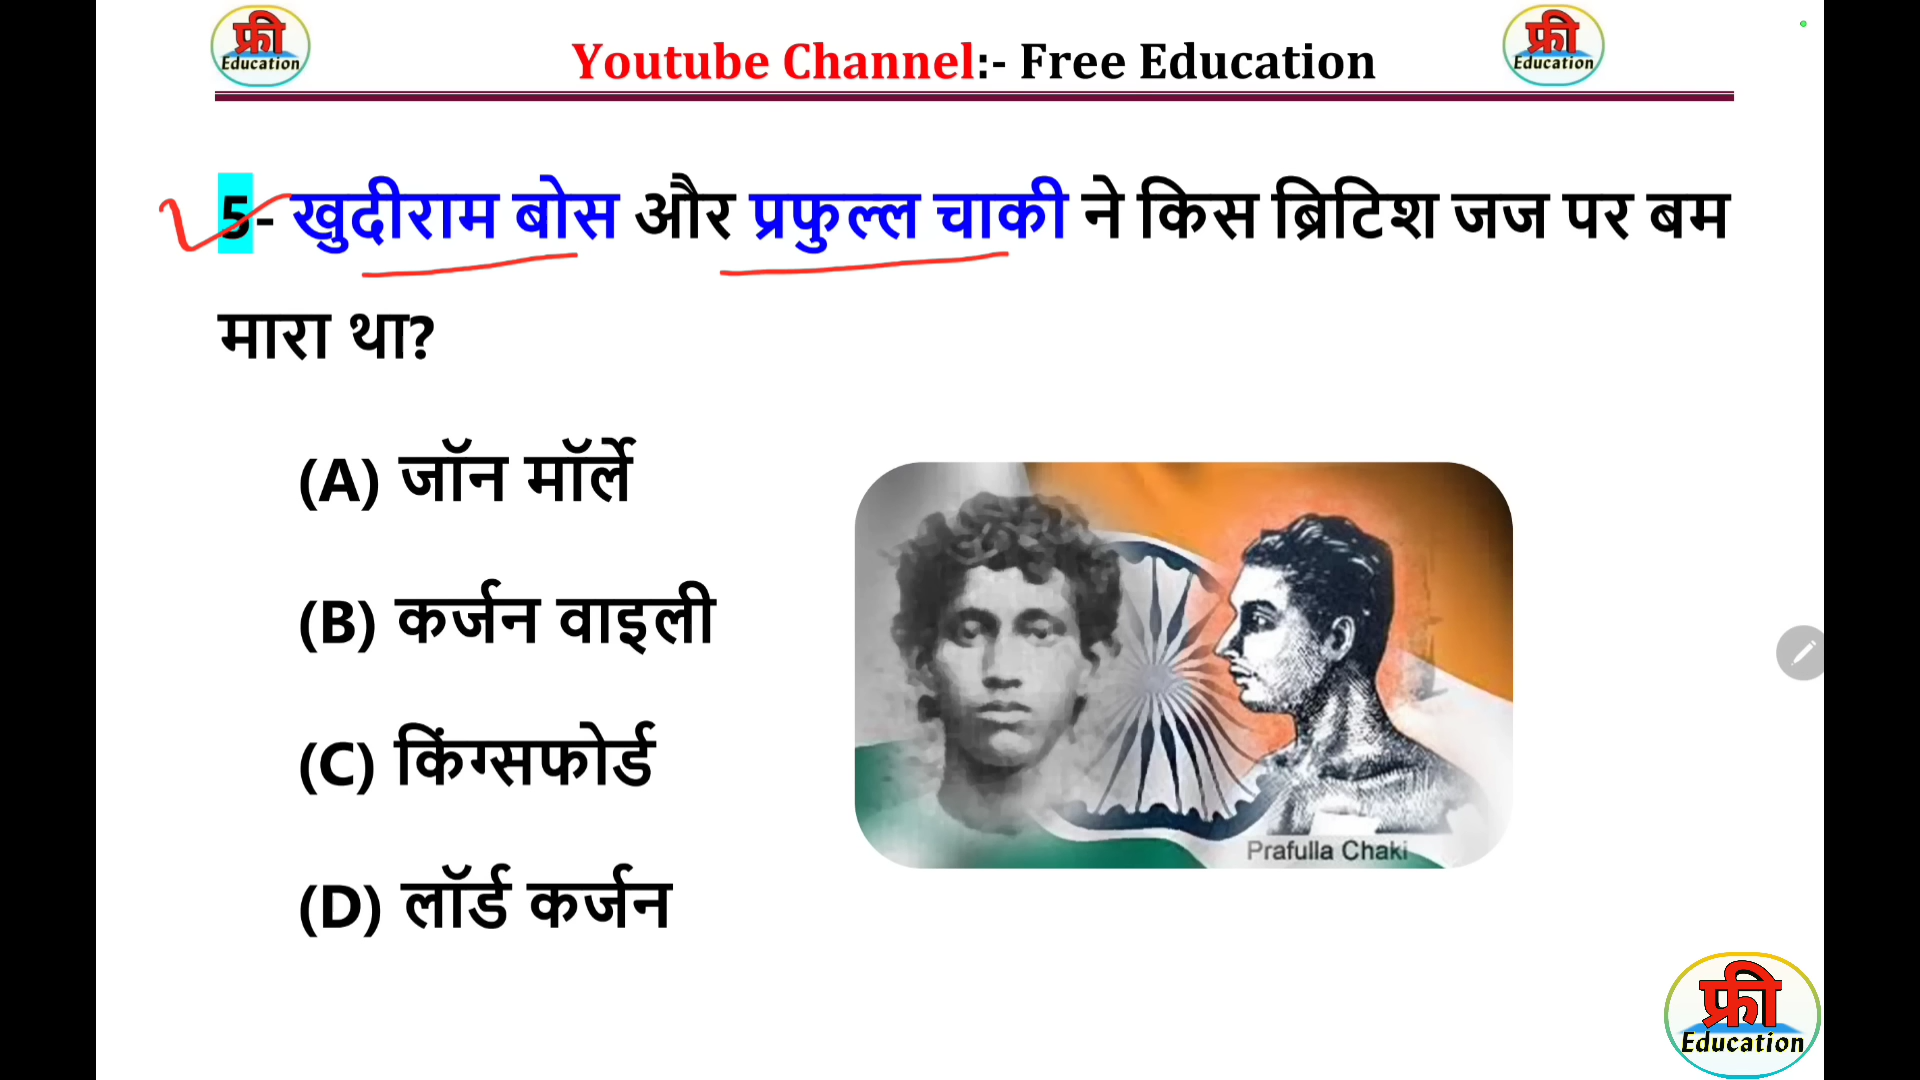 फ्री
Education
Youtube Channel:- Free Education
फ्री
Education
5- खुदीराम बोस और प्रफुल्ल चाकी ने किस ब्रिटिश जज पर बम
मारा था?
(A) जॉन मॉर्ले
(B) कर्जन वाइली
(C) किंग्सफोर्ड
(D) लॉर्ड कर्जन
Prafulla Chaki
फ्री
Education